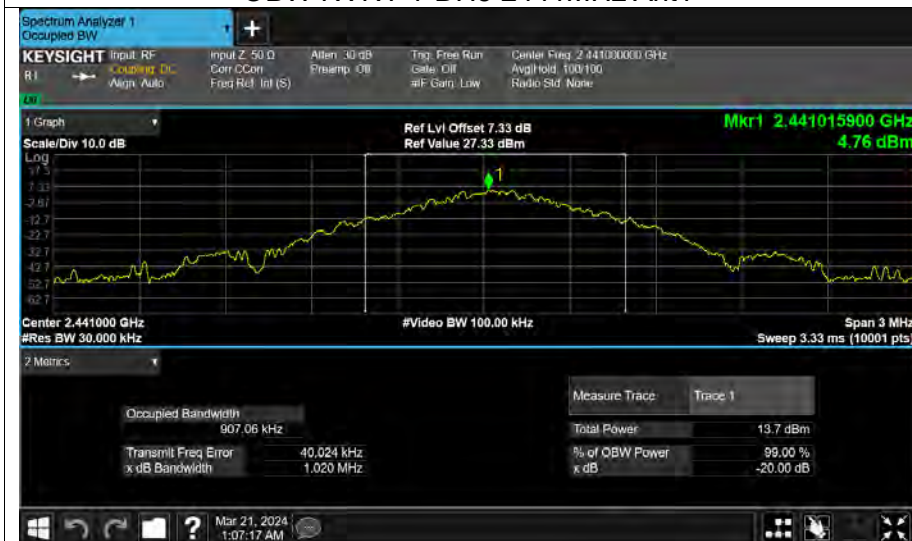 Spectrum Analyzer 1
Occupied BW
+
KEYSIGHT Input: RF Input Z: 50 Ω Atten: 30 dB Trig: Free Run Center Freq: 2.441000000 GHz
Coupling: DC Corr CCorr Preamp: Off Gate: Off Avg|Hold: 100/100
Align: Auto Freq Ref: Int (S) #IF Gain: Low Radio Std: None
1 Graph
Scale/Div 10.0 dB
Ref Lvl Offset 7.33 dB
Ref Value 27.33 dBm
Mkr1 2.441015900 GHz
4.76 dBm
Log
17.3
7.33
-2.67
-12.7
-22.7
-32.7
-42.7
-52.7
-62.7
1
Center 2.441000 GHz #Video BW 100.00 kHz Span 3 MHz
#Res BW 30.000 kHz Sweep 3.33 ms (10001 pts)
2 Metrics
Measure Trace Trace 1
Occupied Bandwidth
907.06 kHz
Total Power 13.7 dBm
Transmit Freq Error 40.024 kHz % of OBW Power 99.00 %
x dB Bandwidth 1.020 MHz x dB -20.00 dB
?
Mar 21, 2024
1:07:17 AM